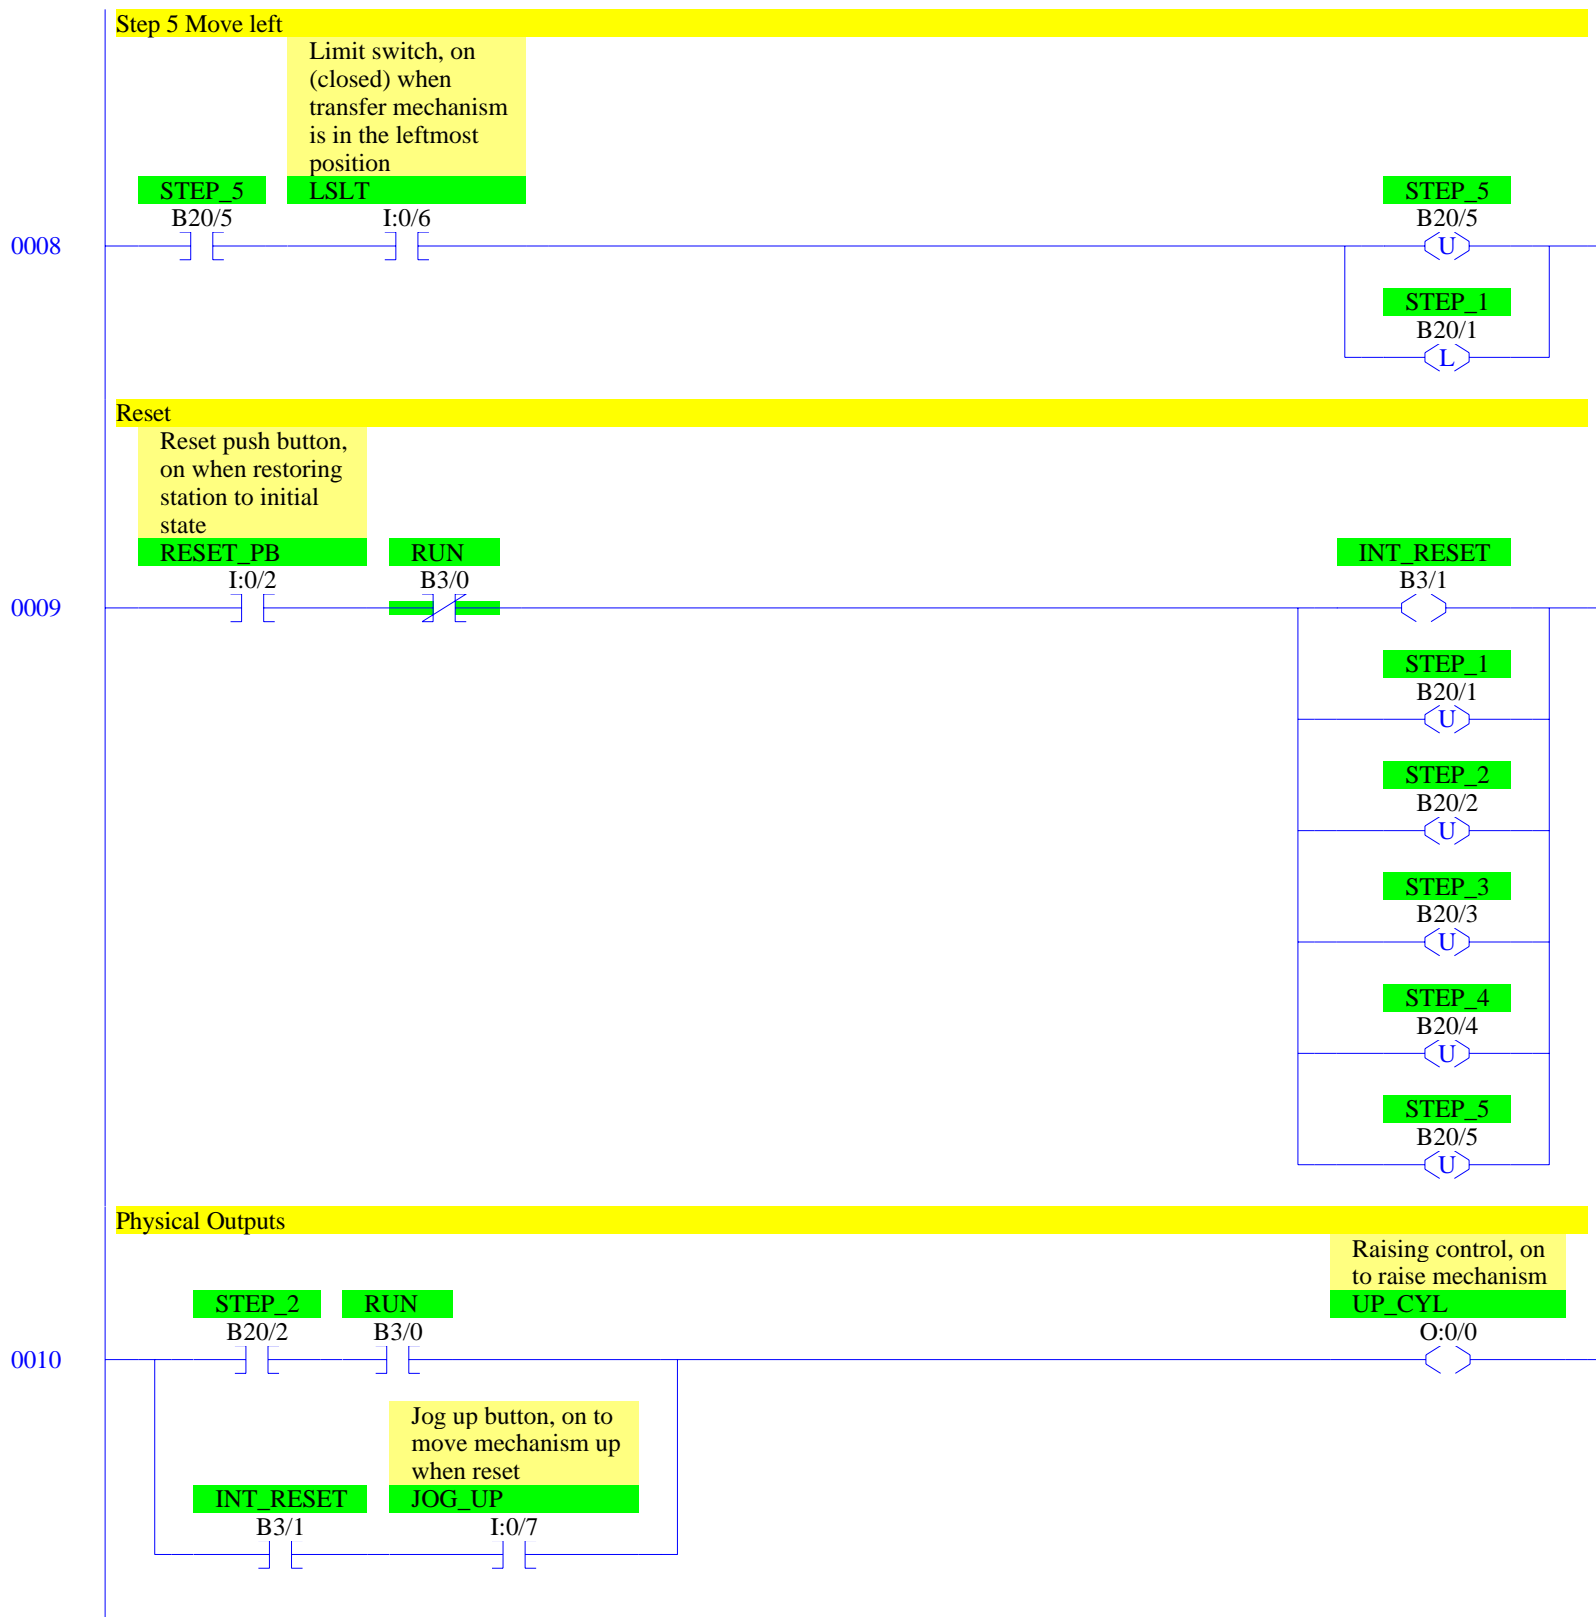 Step 5 Move left
Limit switch, on
(closed) when
transfer mechanism
is in the leftmost
position
STEP_5
LSLT
STEP_5
B20/5
I:0/6
B20/5
0008
U
STEP_1
B20/1
L
Reset
Reset push button,
on when restoring
station to initial
state
RESET_PB
RUN
INT_RESET
I:0/2
B3/0
B3/1
0009
STEP_1
B20/1
U
STEP_2
B20/2
U
STEP_3
B20/3
U
STEP_4
B20/4
U
STEP_5
B20/5
U
Physical Outputs
Raising control, on
to raise mechanism
STEP_2
RUN
UP_CYL
B20/2
B3/0
O:0/0
0010
Jog up button, on to
move mechanism up
when reset
INT_RESET
JOG_UP
B3/1
I:0/7